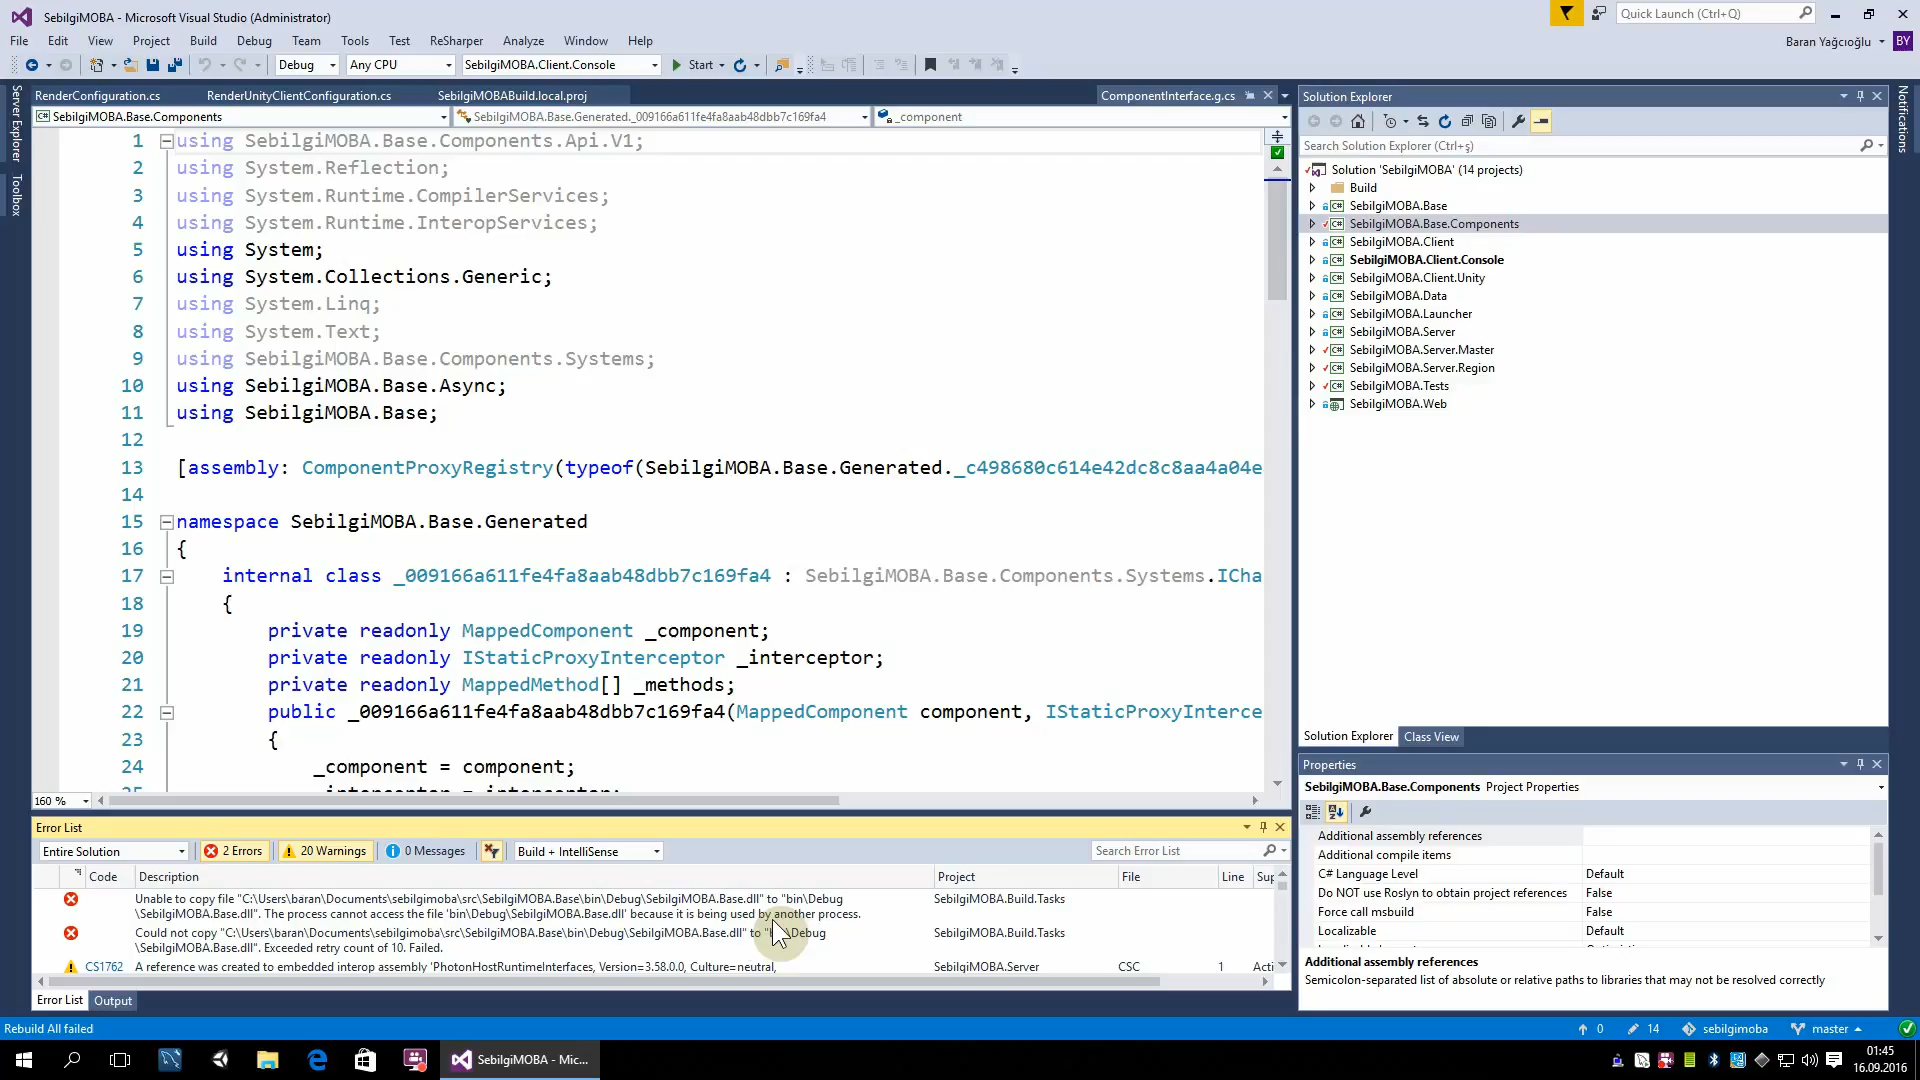 SebilgiMOBA - Microsoft Visual Studio (Administrator)
Quick Launch (Ctrl+Q)
File Edit View Project Build Debug Team Tools Test ReSharper Analyze Window Help
Baran Yağcıoğlu BY
Debug Any CPU SebilgiMOBA.Client.Console Start
Server Explorer
Toolbox
Notifications
RenderConfiguration.cs RenderUnityClientConfiguration.cs SebilgiMOBABuild.local.proj ComponentInterface.g.cs
SebilgiMOBA.Base.Components SebilgiMOBA.Base.Generated._009166a611fe4fa8aab48dbb7c169fa4 _component
1 using SebilgiMOBA.Base.Components.Api.V1;
2 using System.Reflection;
3 using System.Runtime.CompilerServices;
4 using System.Runtime.InteropServices;
5 using System;
6 using System.Collections.Generic;
7 using System.Linq;
8 using System.Text;
9 using SebilgiMOBA.Base.Components.Systems;
10 using SebilgiMOBA.Base.Async;
11 using SebilgiMOBA.Base;
12
13 [assembly: ComponentProxyRegistry(typeof(SebilgiMOBA.Base.Generated._c498680c614e42dc8c8aa4a04e
14
15 namespace SebilgiMOBA.Base.Generated
16 {
17 internal class _009166a611fe4fa8aab48dbb7c169fa4 : SebilgiMOBA.Base.Components.Systems.ICha
18 {
19 private readonly MappedComponent _component;
20 private readonly IStaticProxyInterceptor _interceptor;
21 private readonly MappedMethod[] _methods;
22 public _009166a611fe4fa8aab48dbb7c169fa4(MappedComponent component, IStaticProxyInterce
23 {
24 _component = component;
25 _interceptor = interceptor;
160 %
Solution Explorer
Search Solution Explorer (Ctrl+ş)
Solution 'SebilgiMOBA' (14 projects)
Build
SebilgiMOBA.Base
SebilgiMOBA.Base.Components
SebilgiMOBA.Client
SebilgiMOBA.Client.Console
SebilgiMOBA.Client.Unity
SebilgiMOBA.Data
SebilgiMOBA.Launcher
SebilgiMOBA.Server
SebilgiMOBA.Server.Master
SebilgiMOBA.Server.Region
SebilgiMOBA.Tests
SebilgiMOBA.Web
Solution Explorer Class View
Properties
SebilgiMOBA.Base.Components Project Properties
Additional assembly references
Additional compile items
C# Language Level Default
Do NOT use Roslyn to obtain project references False
Force call msbuild False
Localizable Default
Additional assembly references
Semicolon-separated list of absolute or relative paths to libraries that may not be resolved correctly
Error List
Entire Solution 2 Errors 20 Warnings 0 Messages Build + IntelliSense Search Error List
Code Description Project File Line Sup
Unable to copy file "C:\Users\baran\Documents\sebilgimoba\src\SebilgiMOBA.Base\bin\Debug\SebilgiMOBA.Base.dll" to "bin\Debug SebilgiMOBA.Build.Tasks
\SebilgiMOBA.Base.dll". The process cannot access the file 'bin\Debug\SebilgiMOBA.Base.dll' because it is being used by another process.
Could not copy "C:\Users\baran\Documents\sebilgimoba\src\SebilgiMOBA.Base\bin\Debug\SebilgiMOBA.Base.dll" to "bin\Debug SebilgiMOBA.Build.Tasks
\SebilgiMOBA.Base.dll". Exceeded retry count of 10. Failed.
CS1762 A reference was created to embedded interop assembly 'PhotonHostRuntimeInterfaces, Version=3.58.0.0, Culture=neutral, SebilgiMOBA.Server CSC 1 Acti
Error List Output
Rebuild All failed 0 14 sebilgimoba master
SebilgiMOBA - Mic...
01:45
16.09.2016